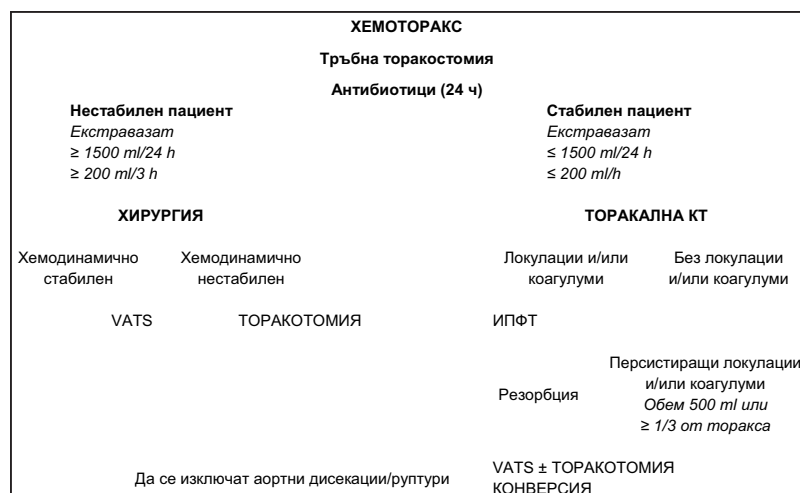 ХЕМОТОРАКС
Тръбна торакостомия
Антибиотици (24 ч)
Нестабилен пациент
Екстравазат
≥ 1500 ml/24 h
≥ 200 ml/3 h
Стабилен пациент
Екстравазат
≤ 1500 ml/24 h
≤ 200 ml/h
ХИРУРГИЯ
ТОРАКАЛНА КТ
Хемодинамично
стабилен
Хемодинамично
нестабилен
Локулации и/или
коагулуми
Без локулации
и/или коагулуми
VATS
ТОРАКОТОМИЯ
ИПФТ
Резорбция
Персистиращи локулации
и/или коагулуми
Обем 500 ml или
≥ 1/3 от торакса
Да се изключат аортни дисекации/руптури
VATS ± ТОРАКОТОМИЯ
КОНВЕРСИЯ